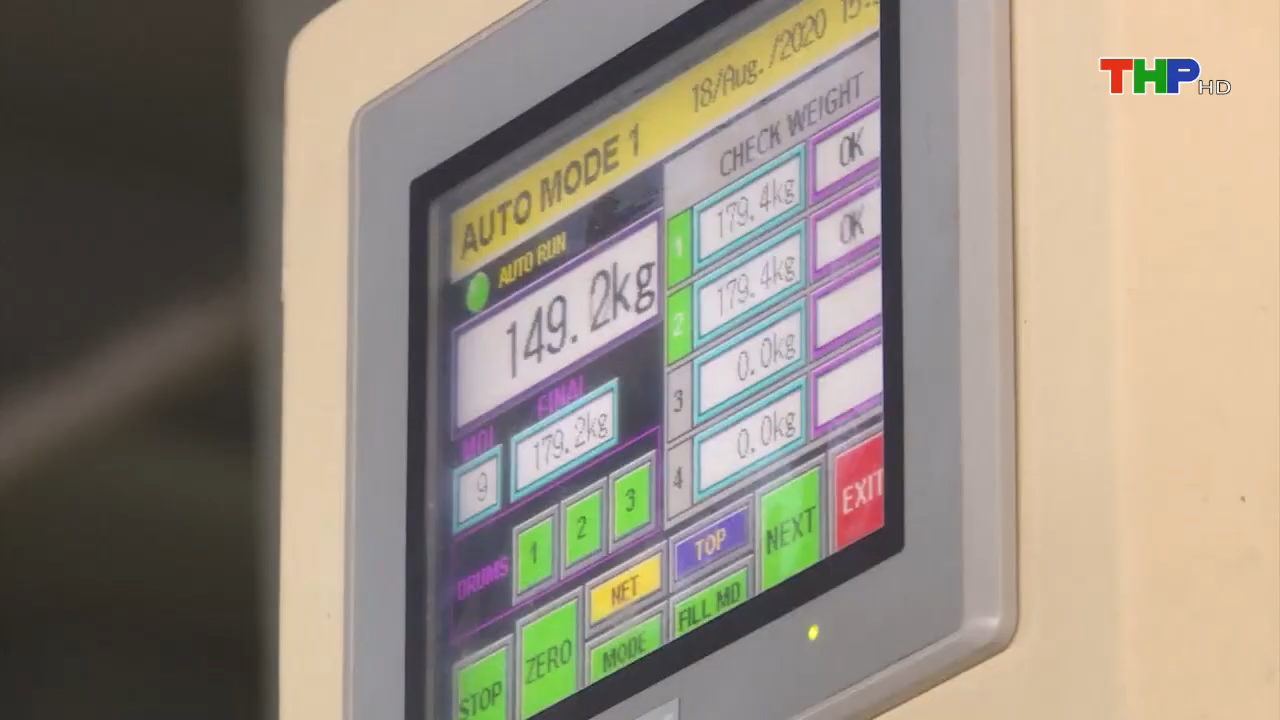 THP HD
AUTO MODE 1 18/Aug. /2020
AUTO RUN
149.2kg
FINAL
179.2kg
9
DRUMS 1 2 3
CHECK WEIGHT
1 179.4kg OK
2 179.4kg OK
3 0.0kg
4 0.0kg
NET TOP NEXT EXIT
STOP ZERO MODE FILL MD